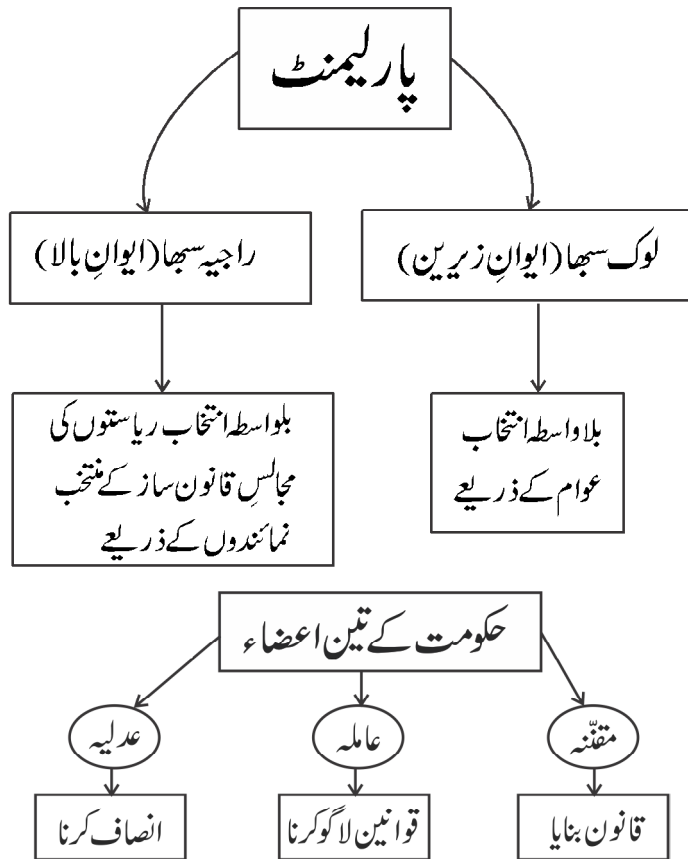 پارلیمنٹ
لوک سبھا (ایوانِ زیرین)
راجیہ سبھا (ایوانِ بالا)
بلا واسطہ انتخاب
عوام کے ذریعے
بلواسطہ انتخاب ریاستوں کی
مجالسِ قانون ساز کے منتخب
نمائندوں کے ذریعے
حکومت کے تین اعضاء
مقنّنہ
عاملہ
عدلیہ
قانون بنایا
قوانین لاگو کرنا
انصاف کرنا